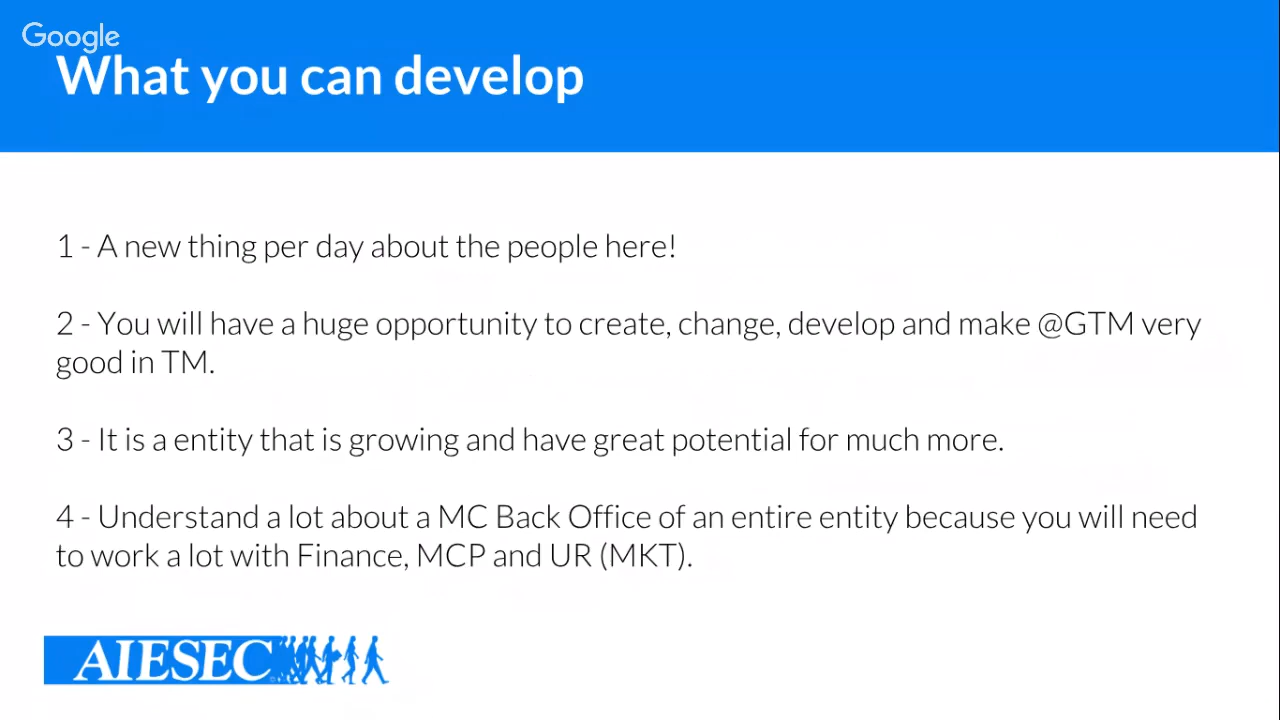 Google
What you can develop
1 - A new thing per day about the people here!
2 - You will have a huge opportunity to create, change, develop and make @GTM very
good in TM.
3 - It is a entity that is growing and have great potential for much more.
4 - Understand a lot about a MC Back Office of an entire entity because you will need
to work a lot with Finance, MCP and UR (MKT).
AIESEC